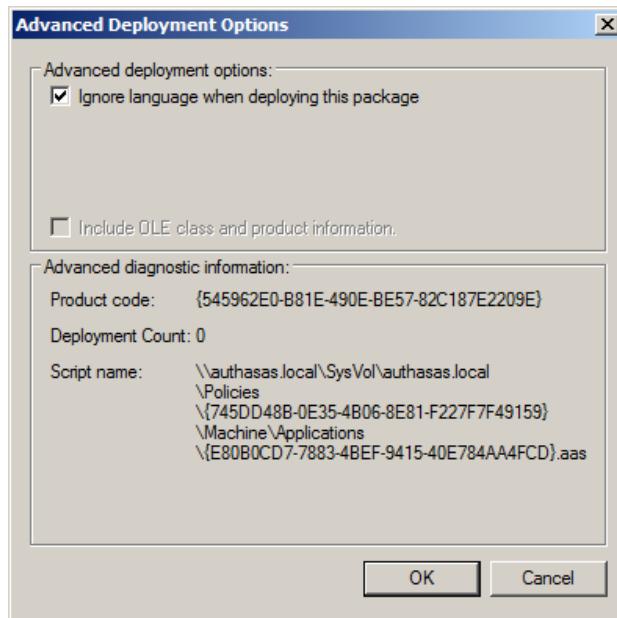 Advanced Deployment Options
Advanced deployment options:
Ignore language when deploying this package
Include OLE class and product information.
Advanced diagnostic information:
Product code: {545962E0-B81E-490E-BE57-82C187E2209E}
Deployment Count: 0
Script name: \\authasas.local\SysVol\authasas.local
\Policies
\{745DD48B-0E35-4B06-8E81-F227F7F49159}
\Machine\Applications
\{E80B0CD7-7883-4BEF-9415-40E784AA4FCD}.aas
OK Cancel